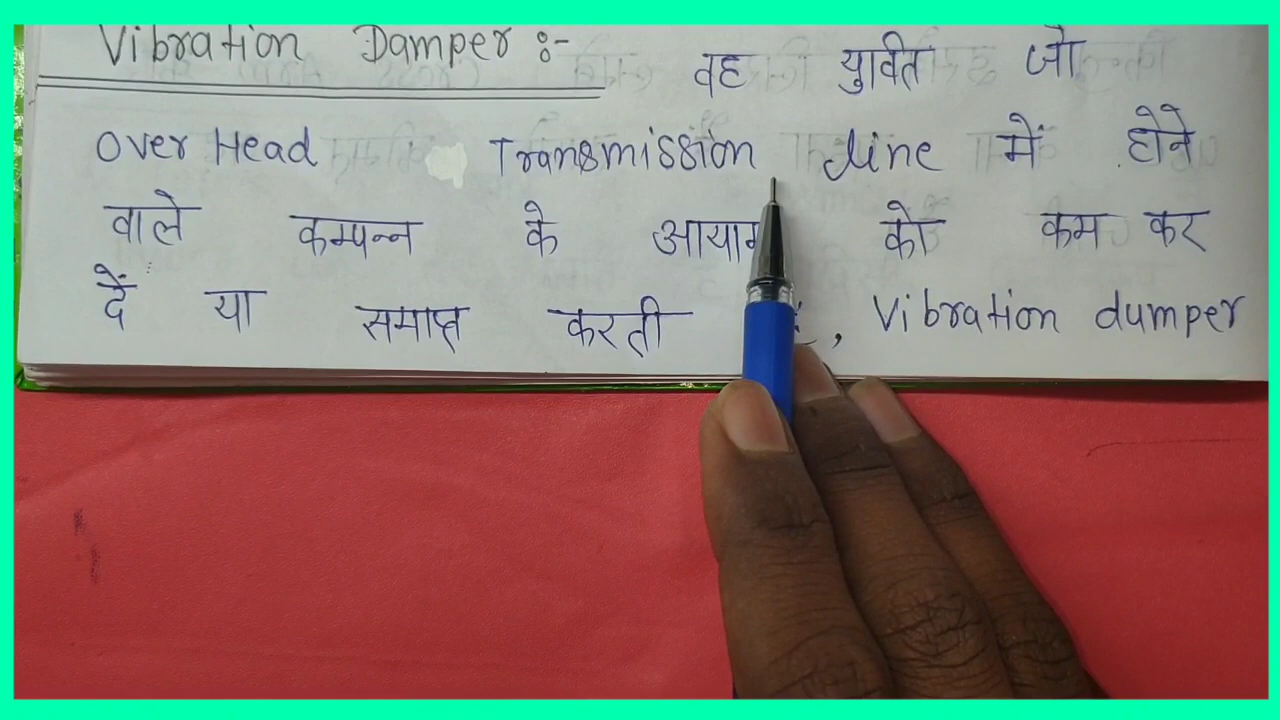 Vibration Damper :-
वह युक्ति जो
Over Head Transmission line में होने
वाले कम्पन्न के आयाम को कम कर
दें या समाप्त करती , Vibration dumper